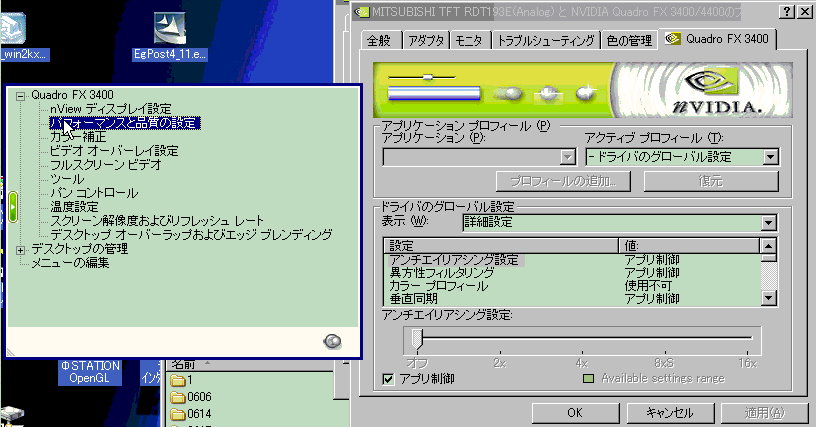 _win2kx...
EgPost4_11.e...
MITSUBISHI TFT RDT193E(Analog) と NVIDIA Quadro FX 3400/4400のプ
全般 アダプタ モニタ トラブルシューティング 色の管理 Quadro FX 3400
NVIDIA.
Quadro FX 3400
nView ディスプレイ設定
パフォーマンスと品質の設定
カラー補正
ビデオ オーバーレイ設定
フルスクリーン ビデオ
ツール
パン コントロール
温度設定
スクリーン解像度およびリフレッシュ レート
デスクトップ オーバーラップおよびエッジ ブレンディング
デスクトップの管理
メニューの編集
アプリケーション プロフィール (P)
アプリケーション (P): アクティブ プロフィール (T):
- ドライバのグローバル設定
プロフィールの追加... 復元
ドライバのグローバル設定
表示 (W): 詳細設定
設定 値:
アンチエイリアシング設定 アプリ制御
異方性フィルタリング アプリ制御
カラー プロフィール 使用不可
垂直同期 アプリ制御
アンチエイリアシング設定:
オフ 2x 4x 8xS 16x
アプリ制御 Available settings range
OK キャンセル 適用(A)
ΦSTATION
OpenGL
インタ
名前
1
0606
0614